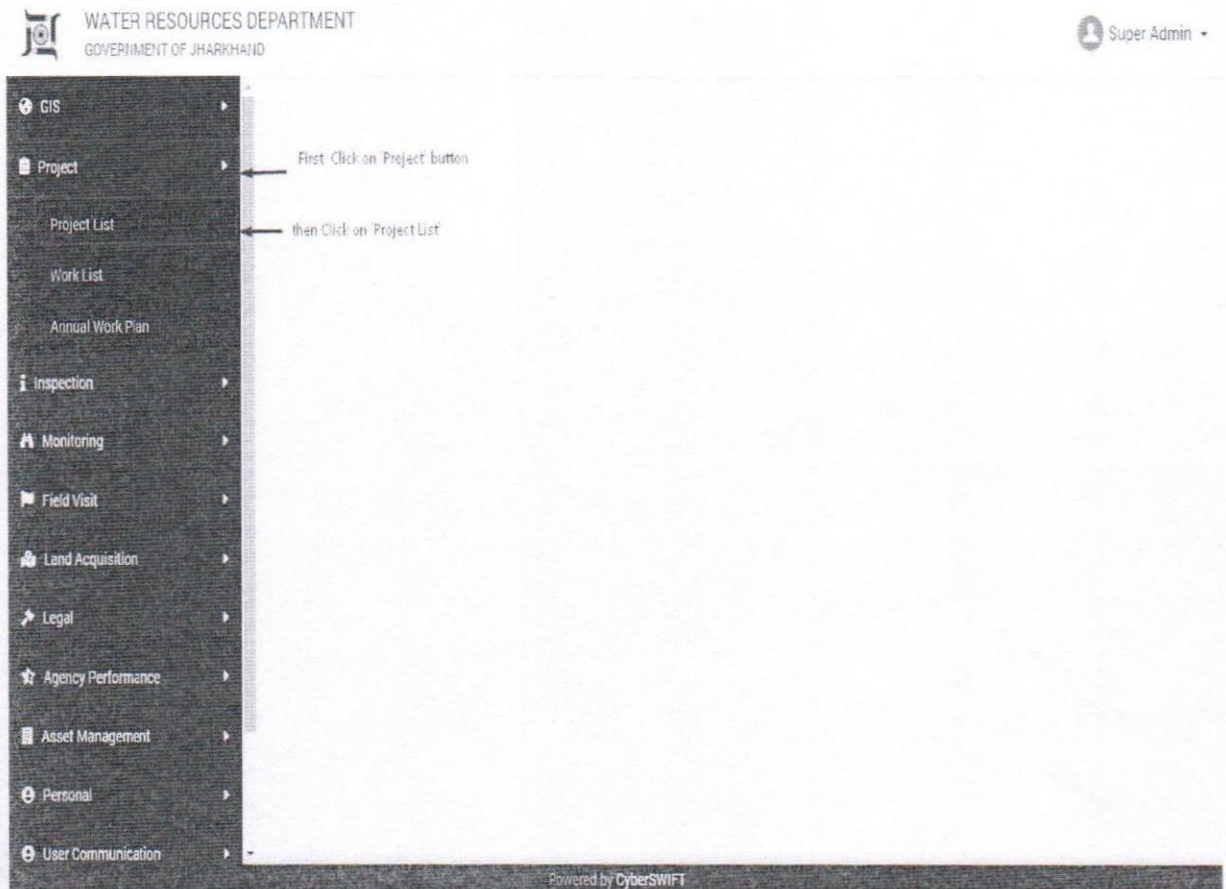 WATER RESOURCES DEPARTMENT
GOVERNMENT OF JHARKHAND
Super Admin
GIS
Project
First Click on 'Project' button
Project List
then Click on 'Project List'
Work List
Annual Work Plan
Inspection
Monitoring
Field Visit
Land Acquisition
Legal
Agency Performance
Asset Management
Personal
User Communication
Powered by CyberSWIFT